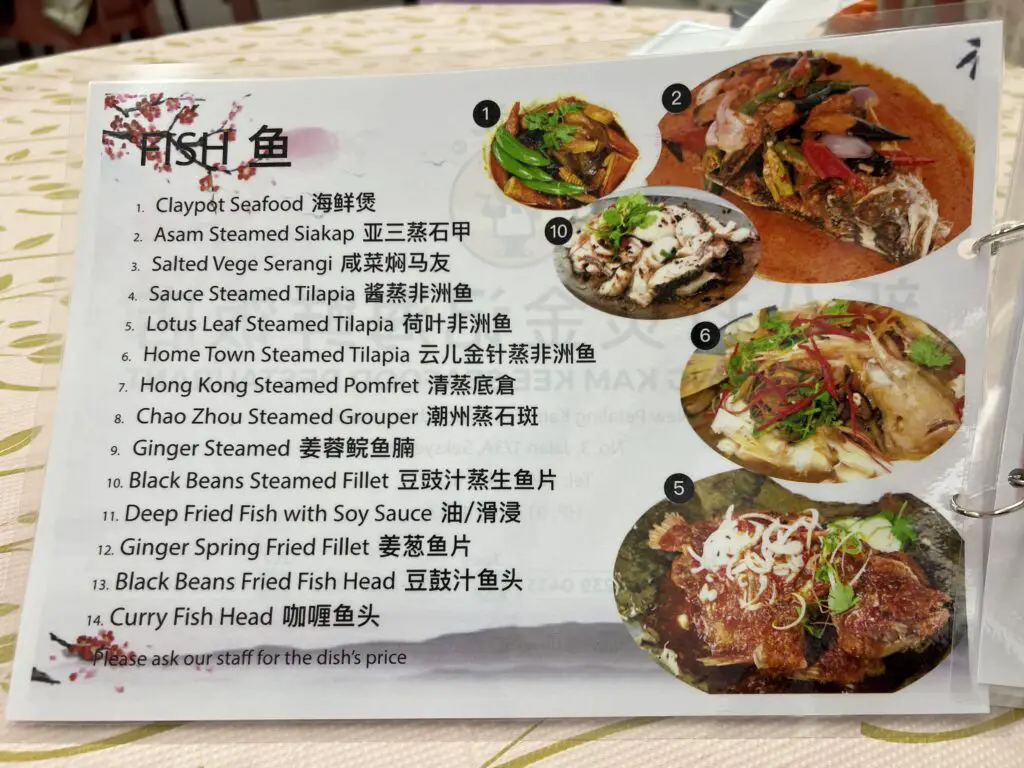 FISH 鱼
1. Claypot Seafood 海鲜煲
2. Asam Steamed Siakap 亚三蒸石甲
3. Salted Vege Serangi 咸菜焖马友
4. Sauce Steamed Tilapia 酱蒸非洲鱼
5. Lotus Leaf Steamed Tilapia 荷叶非洲鱼
6. Home Town Steamed Tilapia 云儿金针蒸非洲鱼
7. Hong Kong Steamed Pomfret 清蒸底倉
8. Chao Zhou Steamed Grouper 潮州蒸石斑
9. Ginger Steamed 姜蓉鲩鱼腩
10. Black Beans Steamed Fillet 豆豉汁蒸生鱼片
11. Deep Fried Fish with Soy Sauce 油/滑浸
12. Ginger Spring Fried Fillet 姜葱鱼片
13. Black Beans Fried Fish Head 豆鼓汁鱼头
14. Curry Fish Head 咖喱鱼头
Please ask our staff for the dish's price
1
2
10
6
5